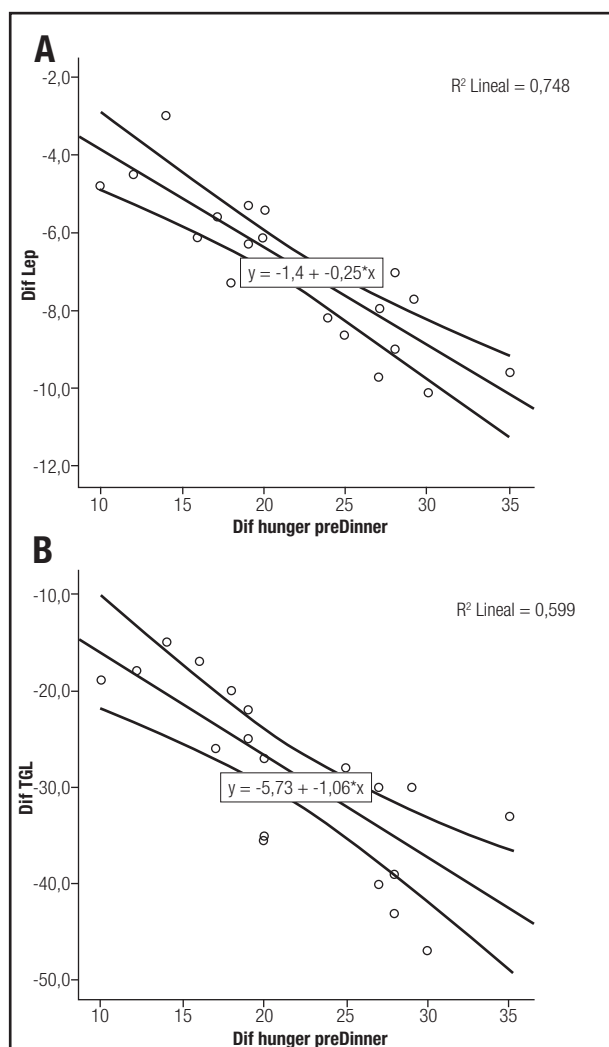 A
R² Lineal = 0,748
-2,0
-4,0
-6,0
-8,0
-10,0
-12,0
Dif Lep
y = -1,4 + -0,25*x
10 15 20 25 30 35
Dif hunger preDinner
B
R² Lineal = 0,599
-10,0
-20,0
-30,0
-40,0
-50,0
Dif TGL
y = -5,73 + -1,06*x
10 15 20 25 30 35
Dif hunger preDinner